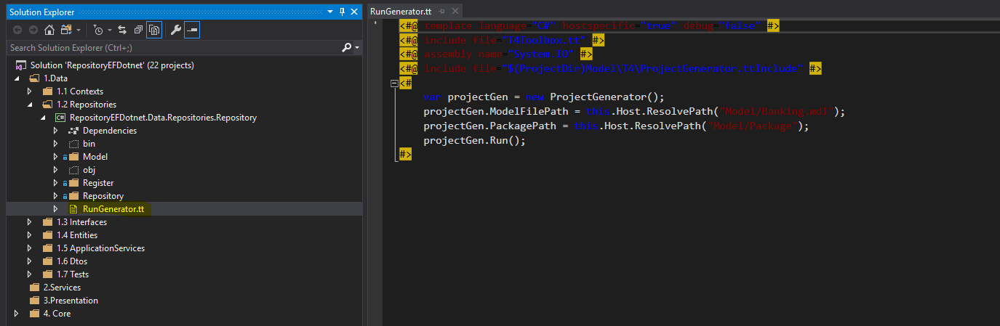 Solution Explorer
Search Solution Explorer (Ctrl+;)
Solution 'RepositoryEFDotnet' (22 projects)
1.Data
1.1 Contexts
1.2 Repositories
C# RepositoryEFDotnet.Data.Repositories.Repository
Dependencies
bin
Model
obj
Register
Repository
RunGenerator.tt
1.3 Interfaces
1.4 Entities
1.5 ApplicationServices
1.6 Dtos
1.7 Tests
2.Services
3.Presentation
4. Core
RunGenerator.tt
<#@ template language="C#" hostspecific="true" debug="false" #>
<#@ include file="T4Toolbox.tt" #>
<#@ assembly name="System.IO" #>
<#@ include file="$(ProjectDir)Model\T4\ProjectGenerator.ttinclude" #>
<#
var projectGen = new ProjectGenerator();
projectGen.ModelFilePath = this.Host.ResolvePath("Model/Banking.mdl");
projectGen.PackagePath = this.Host.ResolvePath("Model/Package");
projectGen.Run();
#>